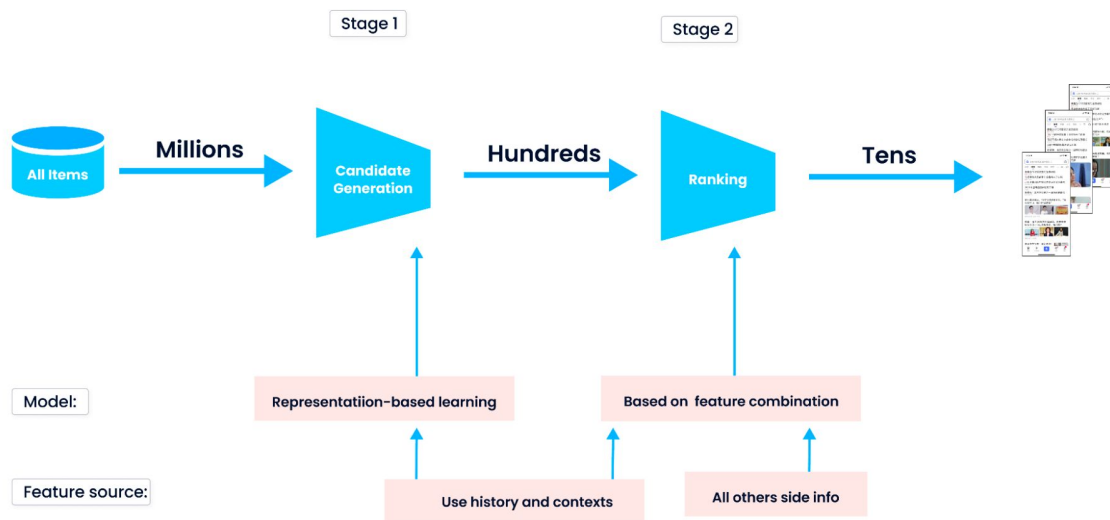 Stage 1
Stage 2
Millions
Hundreds
Tens
All Items
Candidate
Generation
Ranking
Model:
Representatiion-based learning
Based on feature combination
Feature source:
Use history and contexts
All others side info